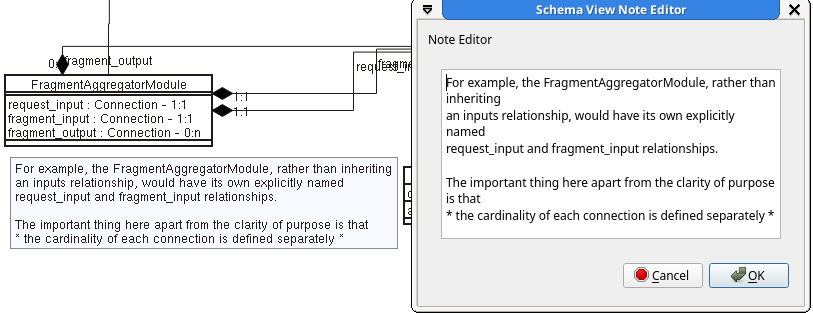 fragment_output
0:
FragmentAggregatorModule
request_input : Connection - 1:1
fragment_input : Connection - 1:1
fragment_output : Connection - 0:n
1:1
1:1
For example, the FragmentAggregatorModule, rather than inheriting
an inputs relationship, would have its own explicitly named
request_input and fragment_input relationships.
The important thing here apart from the clarity of purpose is that
* the cardinality of each connection is defined separately *
Schema View Note Editor
Note Editor
For example, the FragmentAggregatorModule, rather than
inheriting
an inputs relationship, would have its own explicitly
named
request_input and fragment_input relationships.
The important thing here apart from the clarity of purpose
is that
* the cardinality of each connection is defined separately *
Cancel
OK